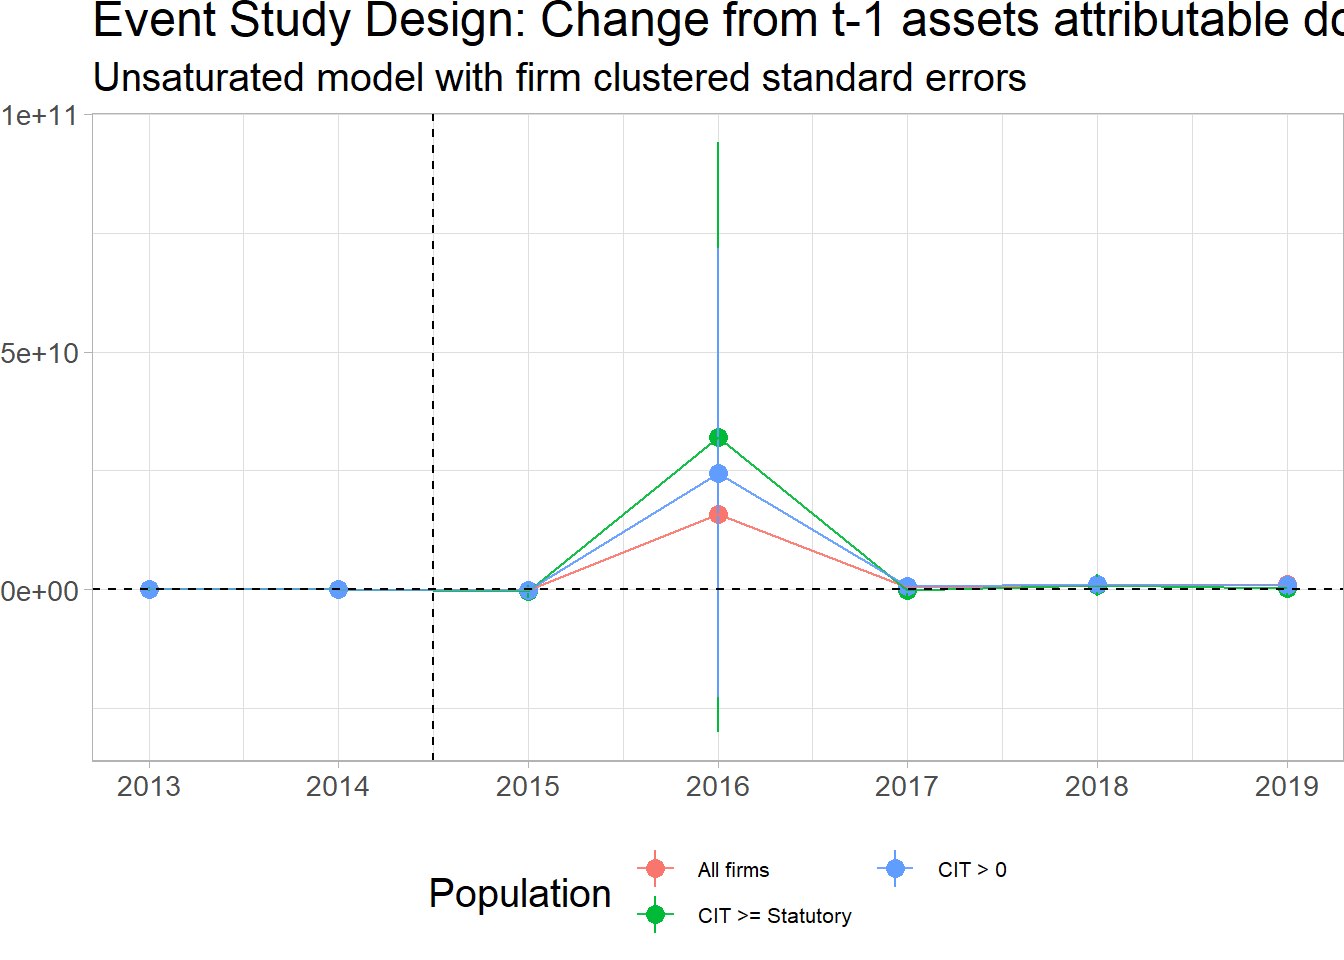 Event Study Design: Change from t-1 assets attributable
Unsaturated model with firm clustered standard errors
1e+11
5e+10
0e+00
2013 2014 2015 2016 2017 2018 2019
Population
All firms
CIT > 0
CIT >= Statutory